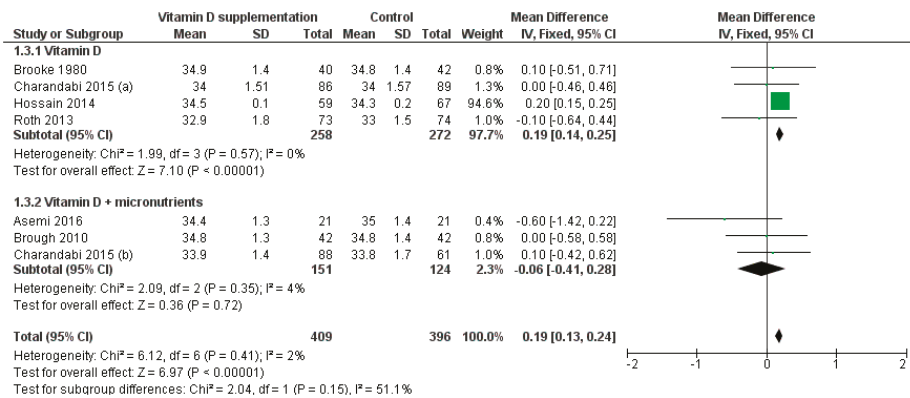 Vitamin D supplementation Control Mean Difference Mean Difference
Study or Subgroup Mean SD Total Mean SD Total Weight IV, Fixed, 95% CI IV, Fixed, 95% CI
1.3.1 Vitamin D
Brooke 1980 34.9 1.4 40 34.8 1.4 42 0.8% 0.10 [-0.51, 0.71]
Charandabi 2015 (a) 34 1.51 86 34 1.57 89 1.4% 0.00 [-0.46, 0.46]
Hossain 2014 34.5 0.1 59 34.3 0.2 67 94.6% 0.20 [0.15, 0.25]
Roth 2013 32.9 1.8 73 33 1.5 74 1.0% -0.10 [-0.64, 0.44]
Subtotal (95% CI) 258 272 97.7% 0.19 [0.14, 0.25]
Heterogeneity: Chi² = 1.99, df = 3 (P = 0.57); I² = 0%
Test for overall effect: Z = 7.10 (P < 0.00001)
1.3.2 Vitamin D + micronutrients
Asemi 2016 34.4 1.3 21 35 1.4 21 0.4% -0.60 [-1.42, 0.22]
Brough 2010 34.8 1.3 42 34.8 1.4 42 0.8% 0.00 [-0.58, 0.58]
Charandabi 2015 (b) 33.9 1.4 88 33.8 1.7 61 1.0% 0.10 [-0.42, 0.62]
Subtotal (95% CI) 151 124 2.3% -0.06 [-0.41, 0.28]
Heterogeneity: Chi² = 2.09, df = 2 (P = 0.35); I² = 4%
Test for overall effect: Z = 0.36 (P = 0.72)
Total (95% CI) 409 396 100.0% 0.19 [0.13, 0.24]
Heterogeneity: Chi² = 6.12, df = 6 (P = 0.41); I² = 2%
Test for overall effect: Z = 6.97 (P < 0.00001)
Test for subgroup differences: Chi² = 2.04, df = 1 (P = 0.15), I² = 51.1%
-2 -1 0 1 2